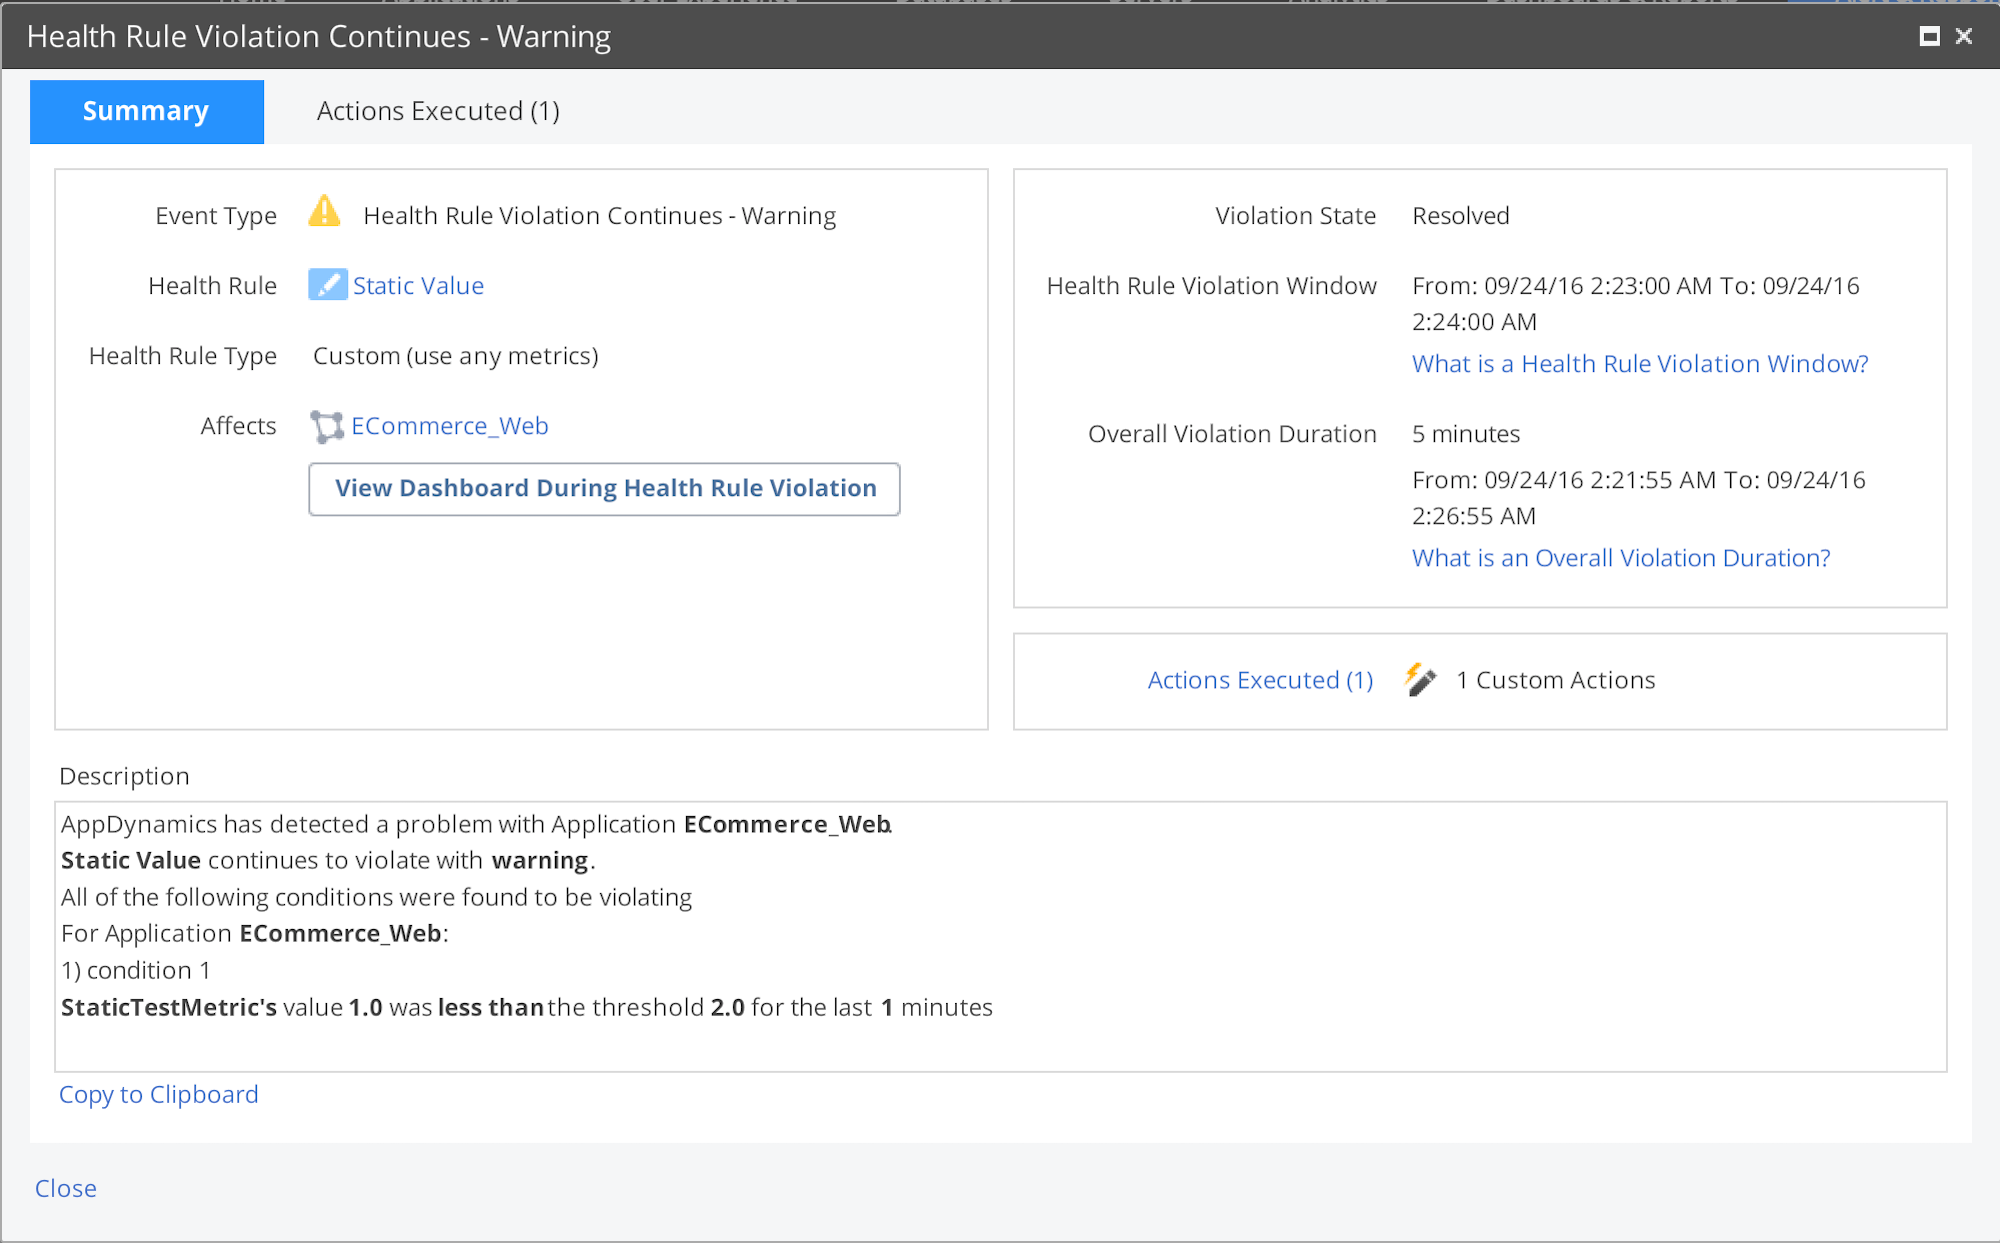 Health Rule Violation Continues - Warning
Summary
Actions Executed (1)
Event Type
Health Rule Violation Continues - Warning
Health Rule
Static Value
Health Rule Type
Custom (use any metrics)
Affects
ECommerce_Web
View Dashboard During Health Rule Violation
Violation State
Resolved
Health Rule Violation Window
From: 09/24/16 2:23:00 AM To: 09/24/16
2:24:00 AM
What is a Health Rule Violation Window?
Overall Violation Duration
5 minutes
From: 09/24/16 2:21:55 AM To: 09/24/16
2:26:55 AM
What is an Overall Violation Duration?
Actions Executed (1)
1 Custom Actions
Description
AppDynamics has detected a problem with Application ECommerce_Web.
Static Value continues to violate with warning.
All of the following conditions were found to be violating
For Application ECommerce_Web:
1) condition 1
StaticTestMetric's value 1.0 was less than the threshold 2.0 for the last 1 minutes
Copy to Clipboard
Close